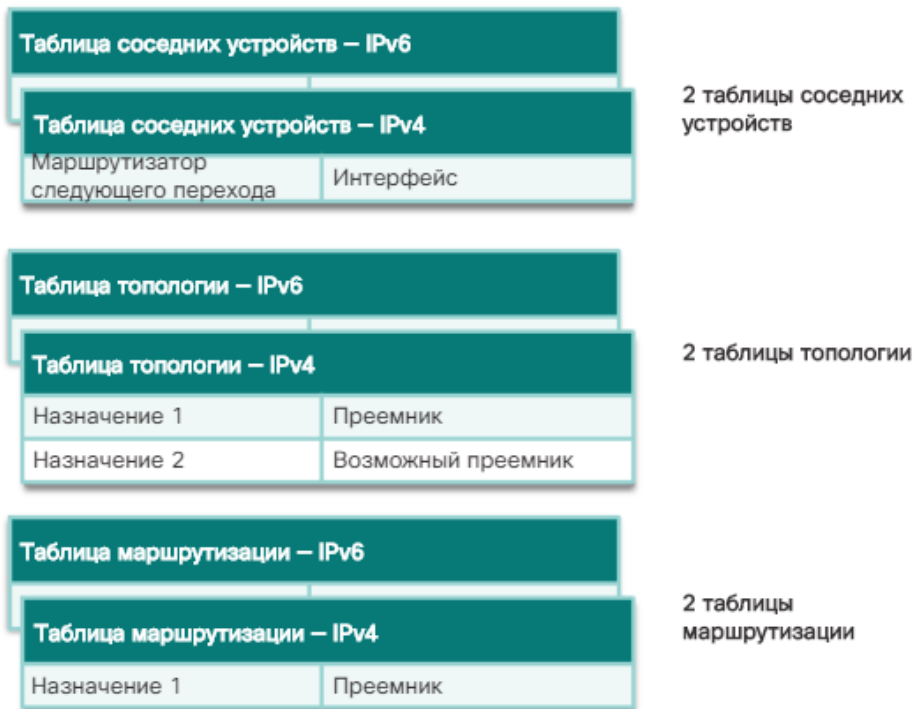 Таблица соседних устройств – IPv6
Таблица соседних устройств – IPv4
Маршрутизатор
следующего перехода
Интерфейс
2 таблицы соседних
устройств
Таблица топологии – IPv6
Таблица топологии – IPv4
Назначение 1
Преемник
Назначение 2
Возможный преемник
2 таблицы топологии
Таблица маршрутизации – IPv6
Таблица маршрутизации – IPv4
Назначение 1
Преемник
2 таблицы
маршрутизации